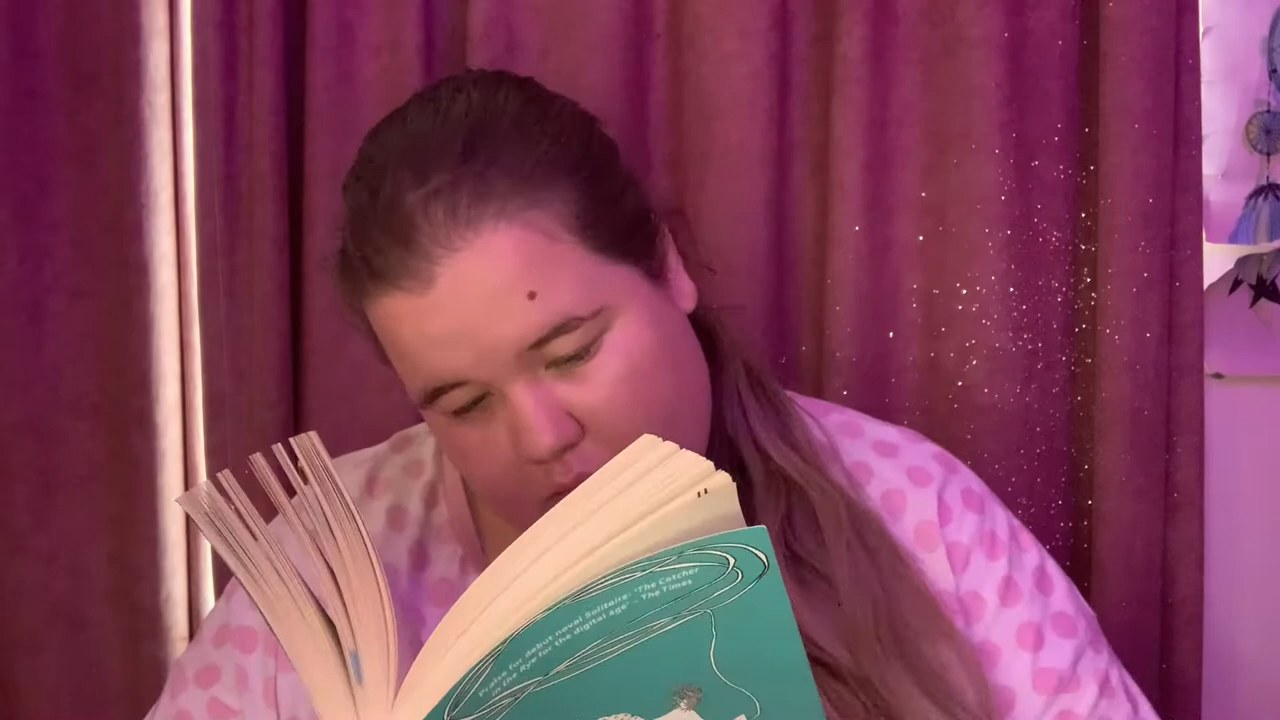 Praise for debut novel Solitaire: 'The Catcher
in the Rye for the digital age' – The Times